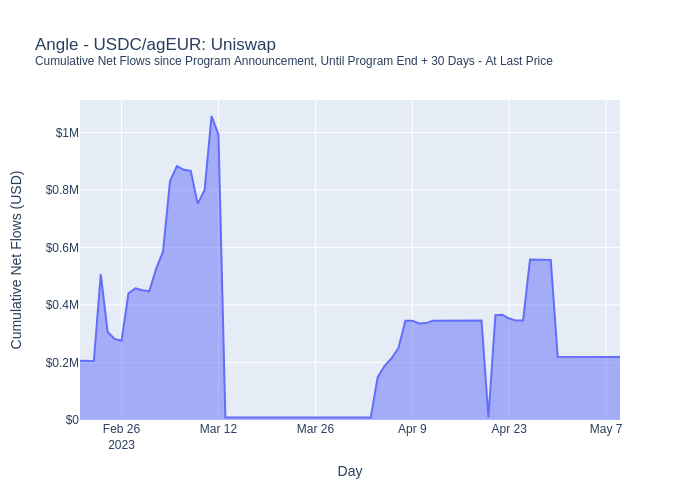 Angle - USDC/agEUR: Uniswap
Cumulative Net Flows since Program Announcement, Until Program End + 30 Days - At Last Price
Cumulative Net Flows (USD)
$1M
$0.8M
$0.6M
$0.4M
$0.2M
$0
Feb 26
2023
Mar 12
Mar 26
Apr 9
Apr 23
May 7
Day